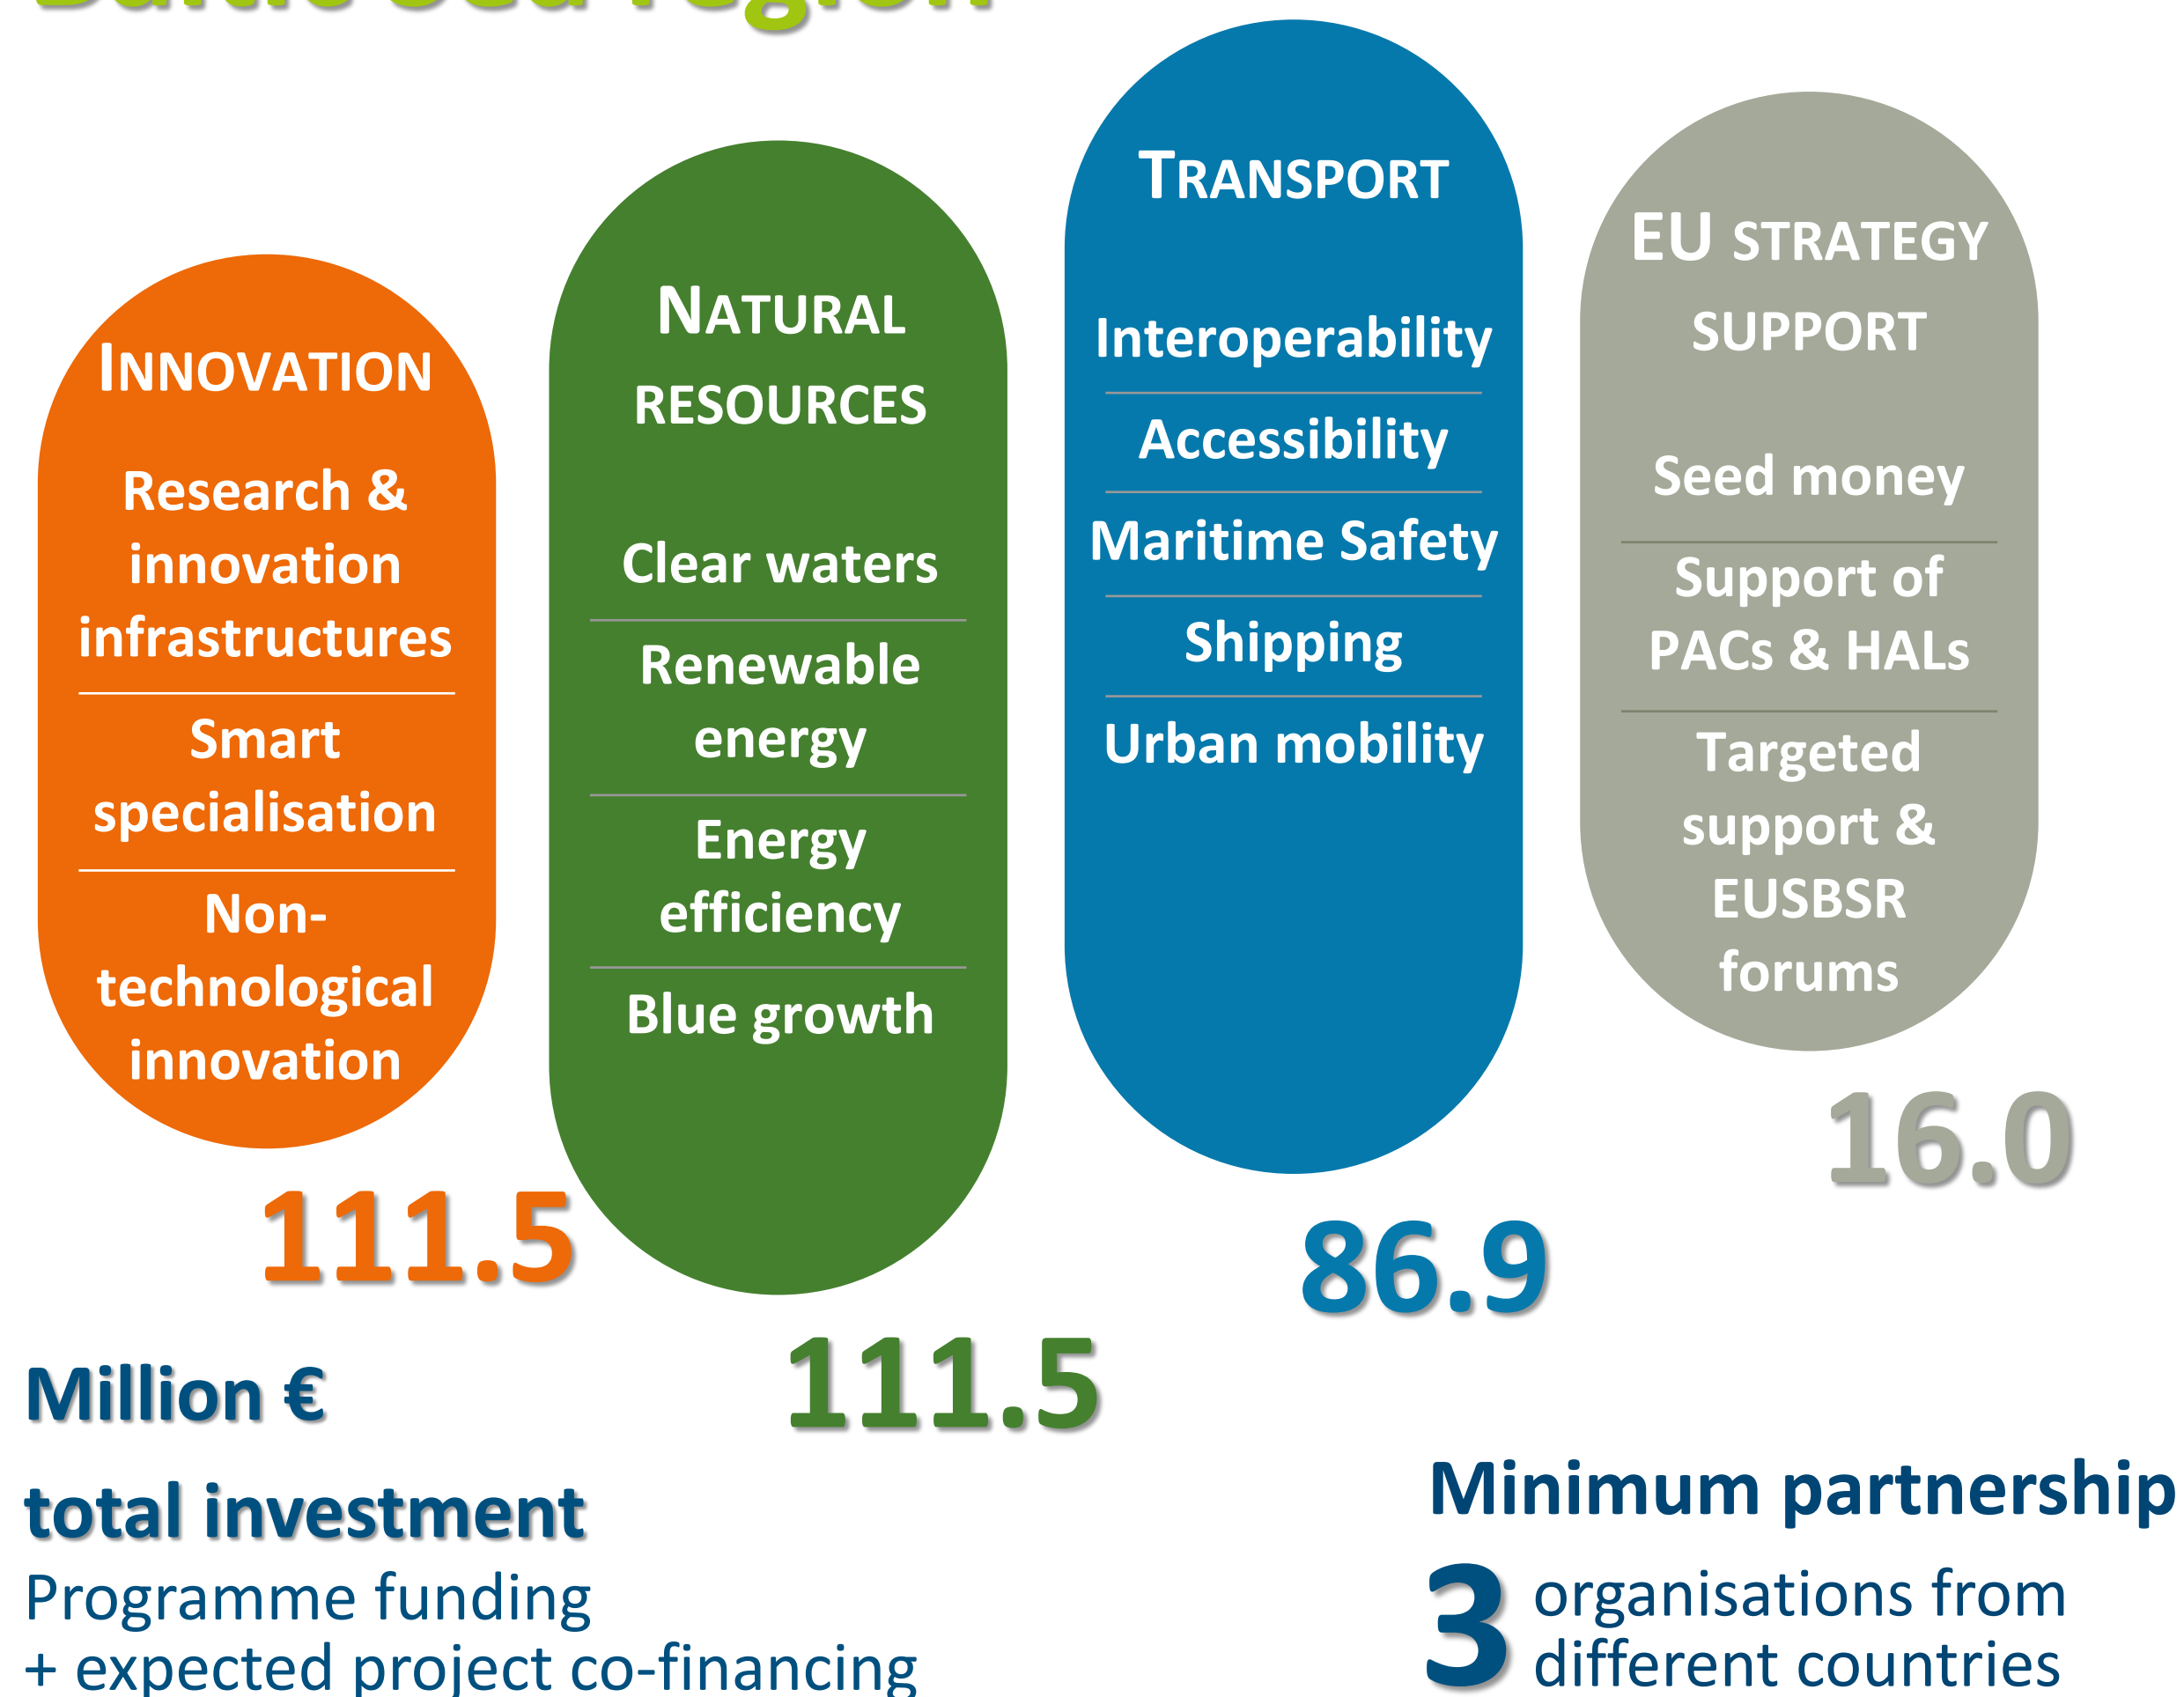 region
INNOVATION
Research &
innovation
infrastructures
Smart
specialisation
Non-
technological
innovation
111.5
NATURAL
RESOURCES
Clear waters
Renewable
energy
Energy
efficiency
Blue growth
111.5
TRANSPORT
Interoperability
Accessibility
Maritime Safety
Shipping
Urban mobility
86.9
EU STRATEGY
SUPPORT
Seed money
Support of
PACs & HALs
Targeted
support &
EUSBSR
forums
16.0
Million €
total investment
Programme funding
+ expected project co-financing
Minimum partnership
3 organisations from
different countries